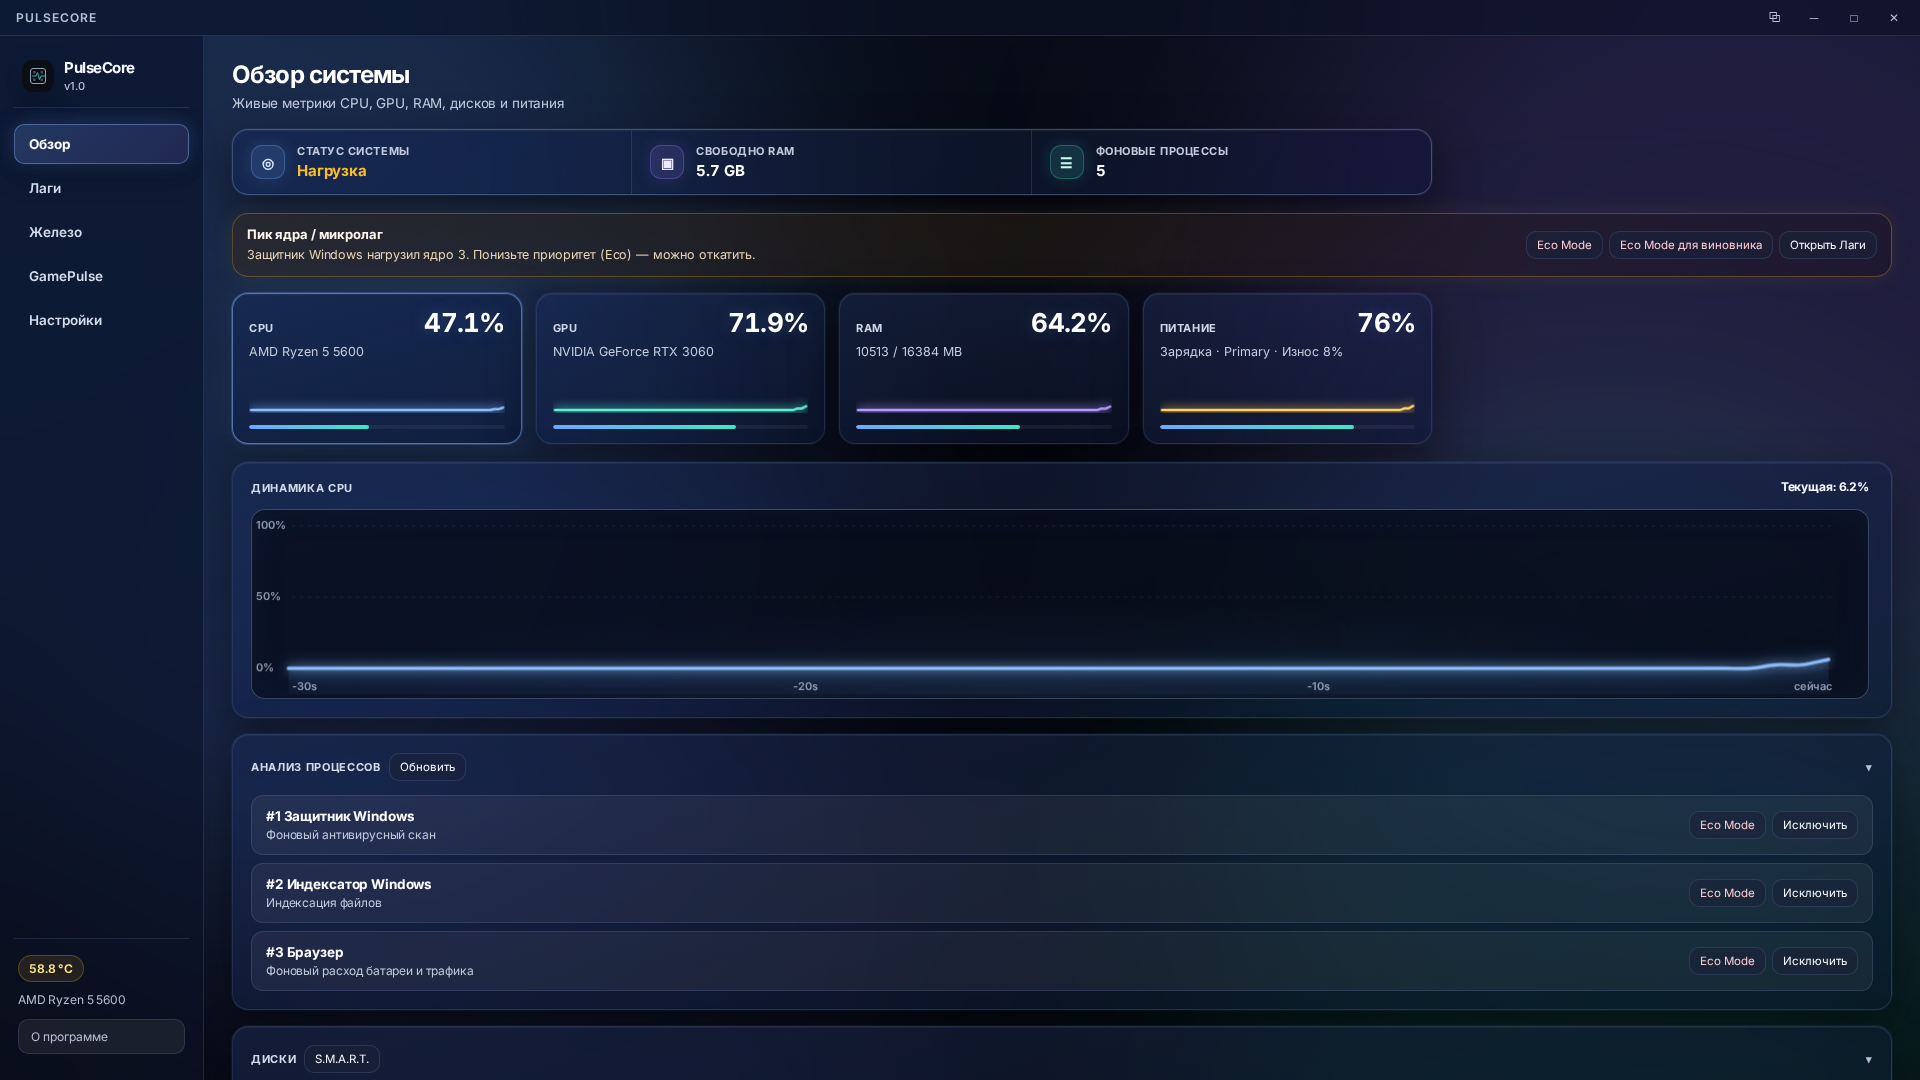 PULSECORE
PulseCore
v1.0
Обзор
Лаги
Железо
GamePulse
Настройки
58.8 °C
AMD Ryzen 5 5600
О программе
Обзор системы
Живые метрики CPU, GPU, RAM, дисков и питания
СТАТУС СИСТЕМЫ
Нагрузка
СВОБОДНО RAM
5.7 GB
ФОНОВЫЕ ПРОЦЕССЫ
5
Пик ядра / микролаг
Защитник Windows нагрузил ядро 3. Понизьте приоритет (Eco) — можно откатить.
Eco Mode
Eco Mode для виновника
Открыть Лаги
CPU
47.1%
AMD Ryzen 5 5600
GPU
71.9%
NVIDIA GeForce RTX 3060
RAM
64.2%
10513 / 16384 MB
ПИТАНИЕ
76%
Зарядка · Primary · Износ 8%
ДИНАМИКА CPU
Текущая: 6.2%
100%
50%
0%
-30s
-20s
-10s
сейчас
АНАЛИЗ ПРОЦЕССОВ
Обновить
#1 Защитник Windows
Фоновый антивирусный скан
Eco Mode
Исключить
#2 Индексатор Windows
Индексация файлов
Eco Mode
Исключить
#3 Браузер
Фоновый расход батареи и трафика
Eco Mode
Исключить
ДИСКИ
S.M.A.R.T.